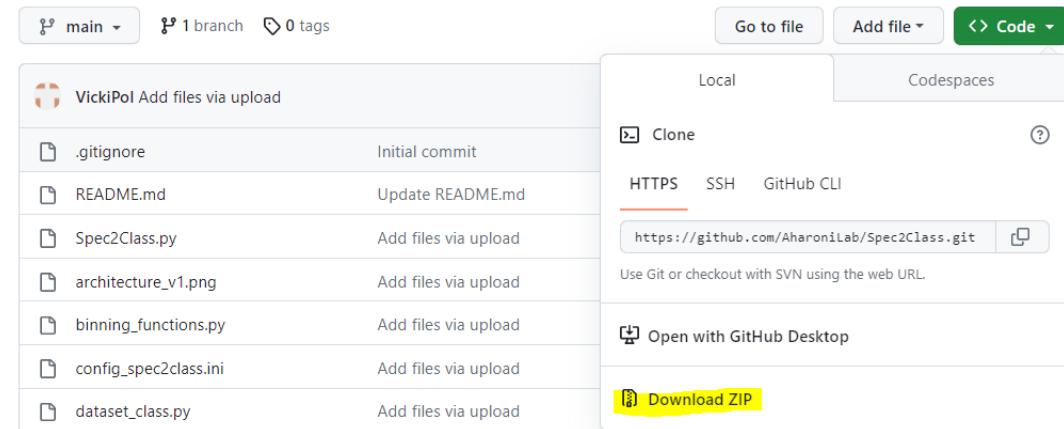 main 1 branch 0 tags Go to file Add file <> Code
Local Codespaces
VickiPol Add files via upload
Clone
.gitignore Initial commit
HTTPS SSH GitHub CLI
README.md Update README.md
Spec2Class.py Add files via upload
https://github.com/AharoniLab/Spec2Class.git
Use Git or checkout with SVN using the web URL.
architecture_v1.png Add files via upload
binning_functions.py Add files via upload
Open with GitHub Desktop
config_spec2class.ini Add files via upload
Download ZIP
dataset_class.py Add files via upload